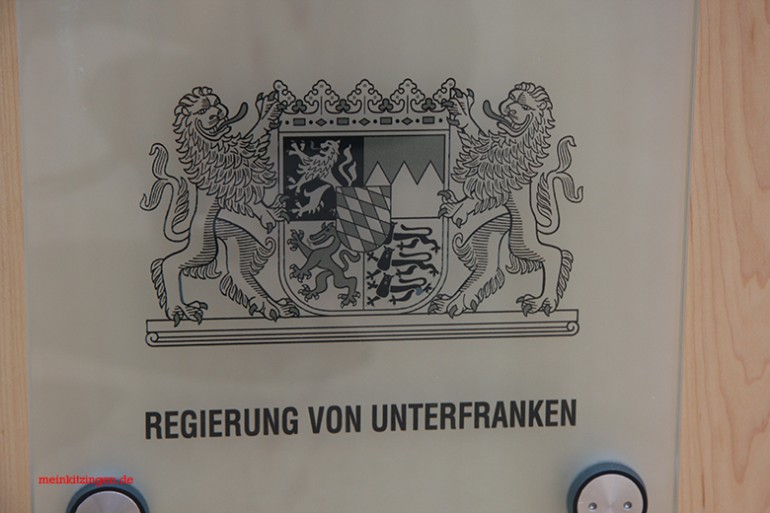 REGIERUNG VON UNTERFRANKEN
meinkitzingen.de